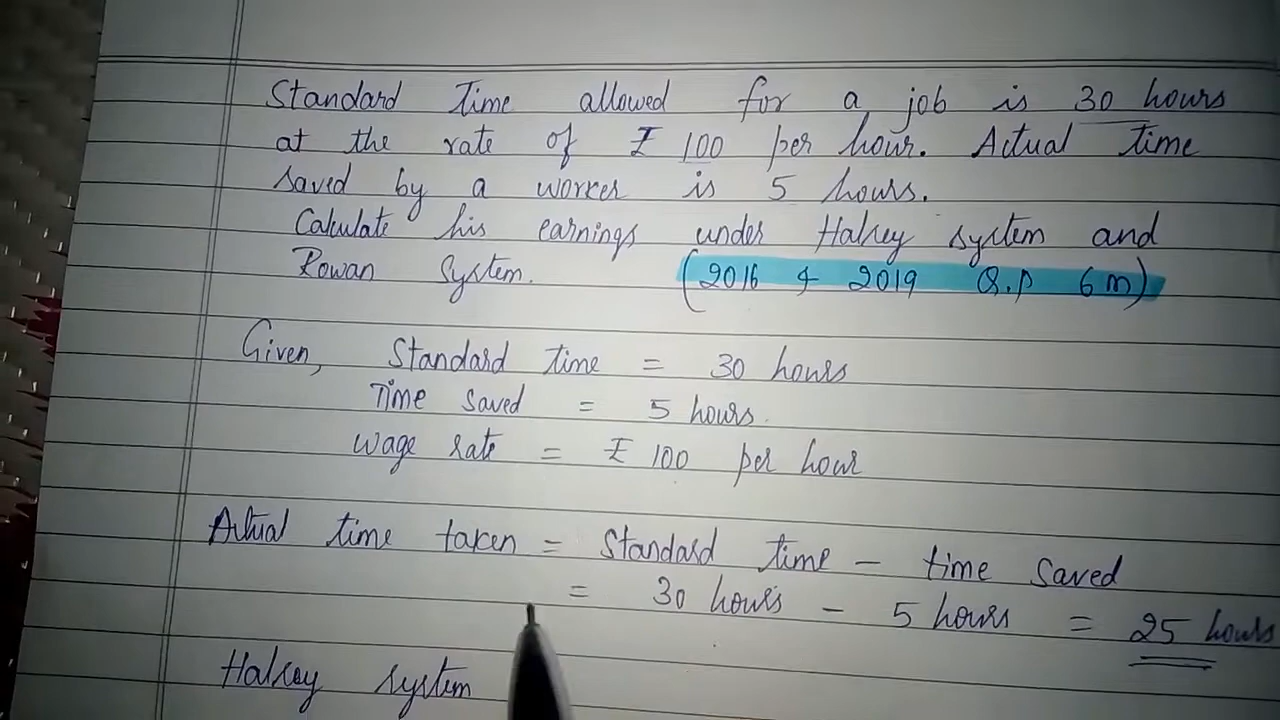 Standard Time allowed for a job is 30 hours
at the rate of ₹ 100 per hour. Actual time
saved by a worker is 5 hours.
Calculate his earnings under Halsey system and
Rowan System. (2016 & 2019 Q.P 6m)
Given, Standard time = 30 hours
Time saved = 5 hours.
Wage rate = ₹ 100 per hour
Actual time taken = Standard time - time saved
= 30 hours - 5 hours = 25 hours
Halsey system